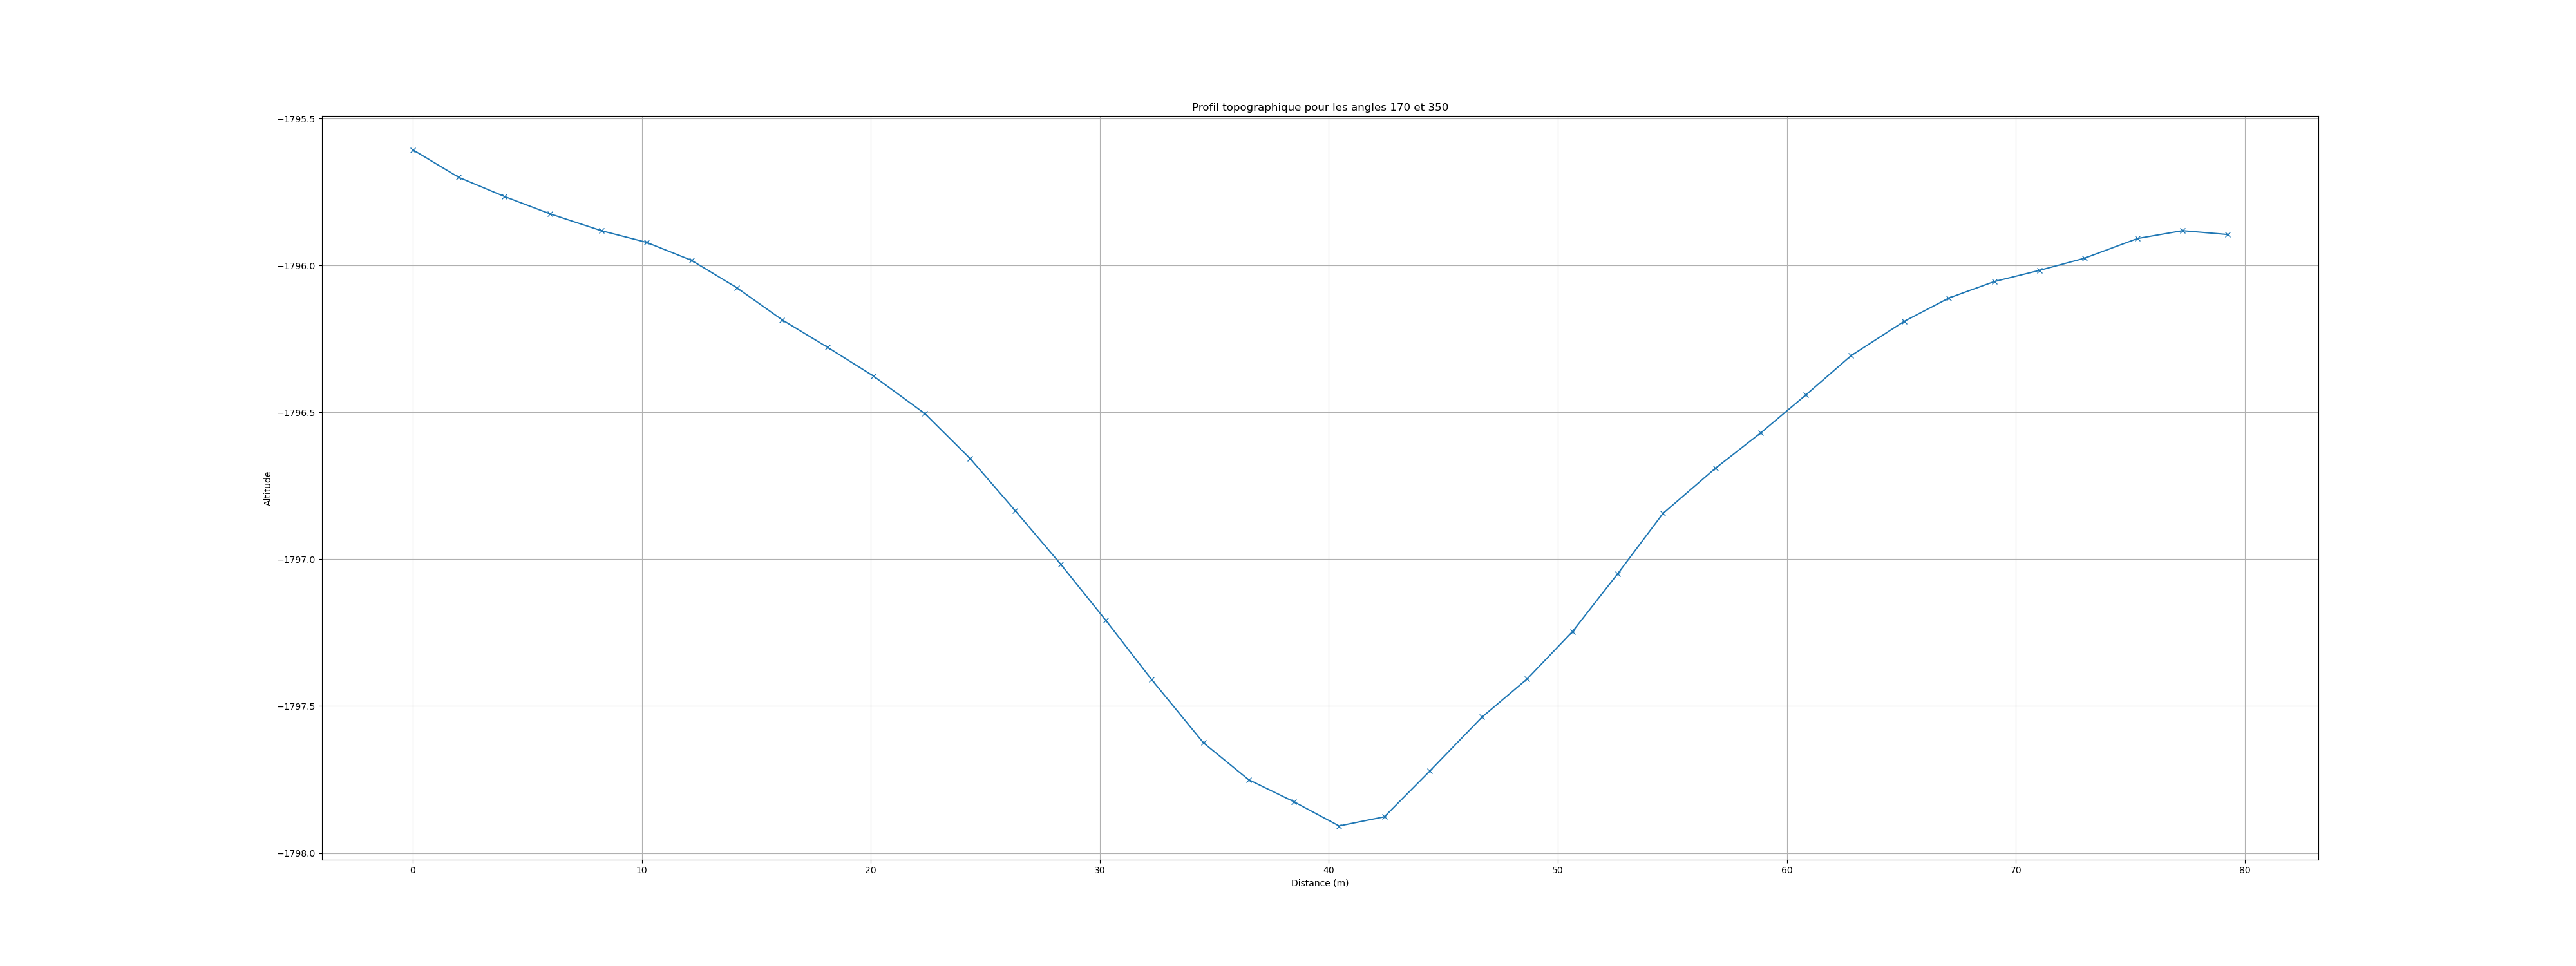 Profil topographique pour les angles 170 et 350
−1795.5
−1796.0
−1796.5
−1797.0
−1797.5
−1798.0
Altitude
0 10 20 30 40 50 60 70 80
Distance (m)